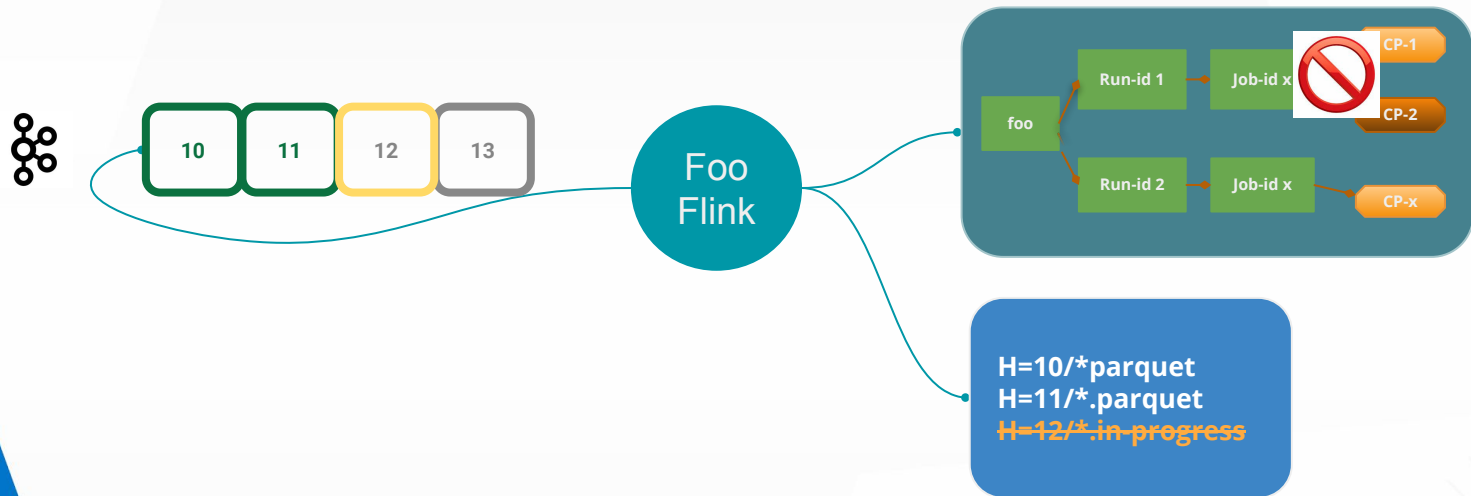 10
11
12
13
Foo
Flink
foo
Run-id 1
Job-id x
CP-1
CP-2
Run-id 2
Job-id x
CP-x
H=10/*parquet
H=11/*.parquet
H=12/*.in-progress